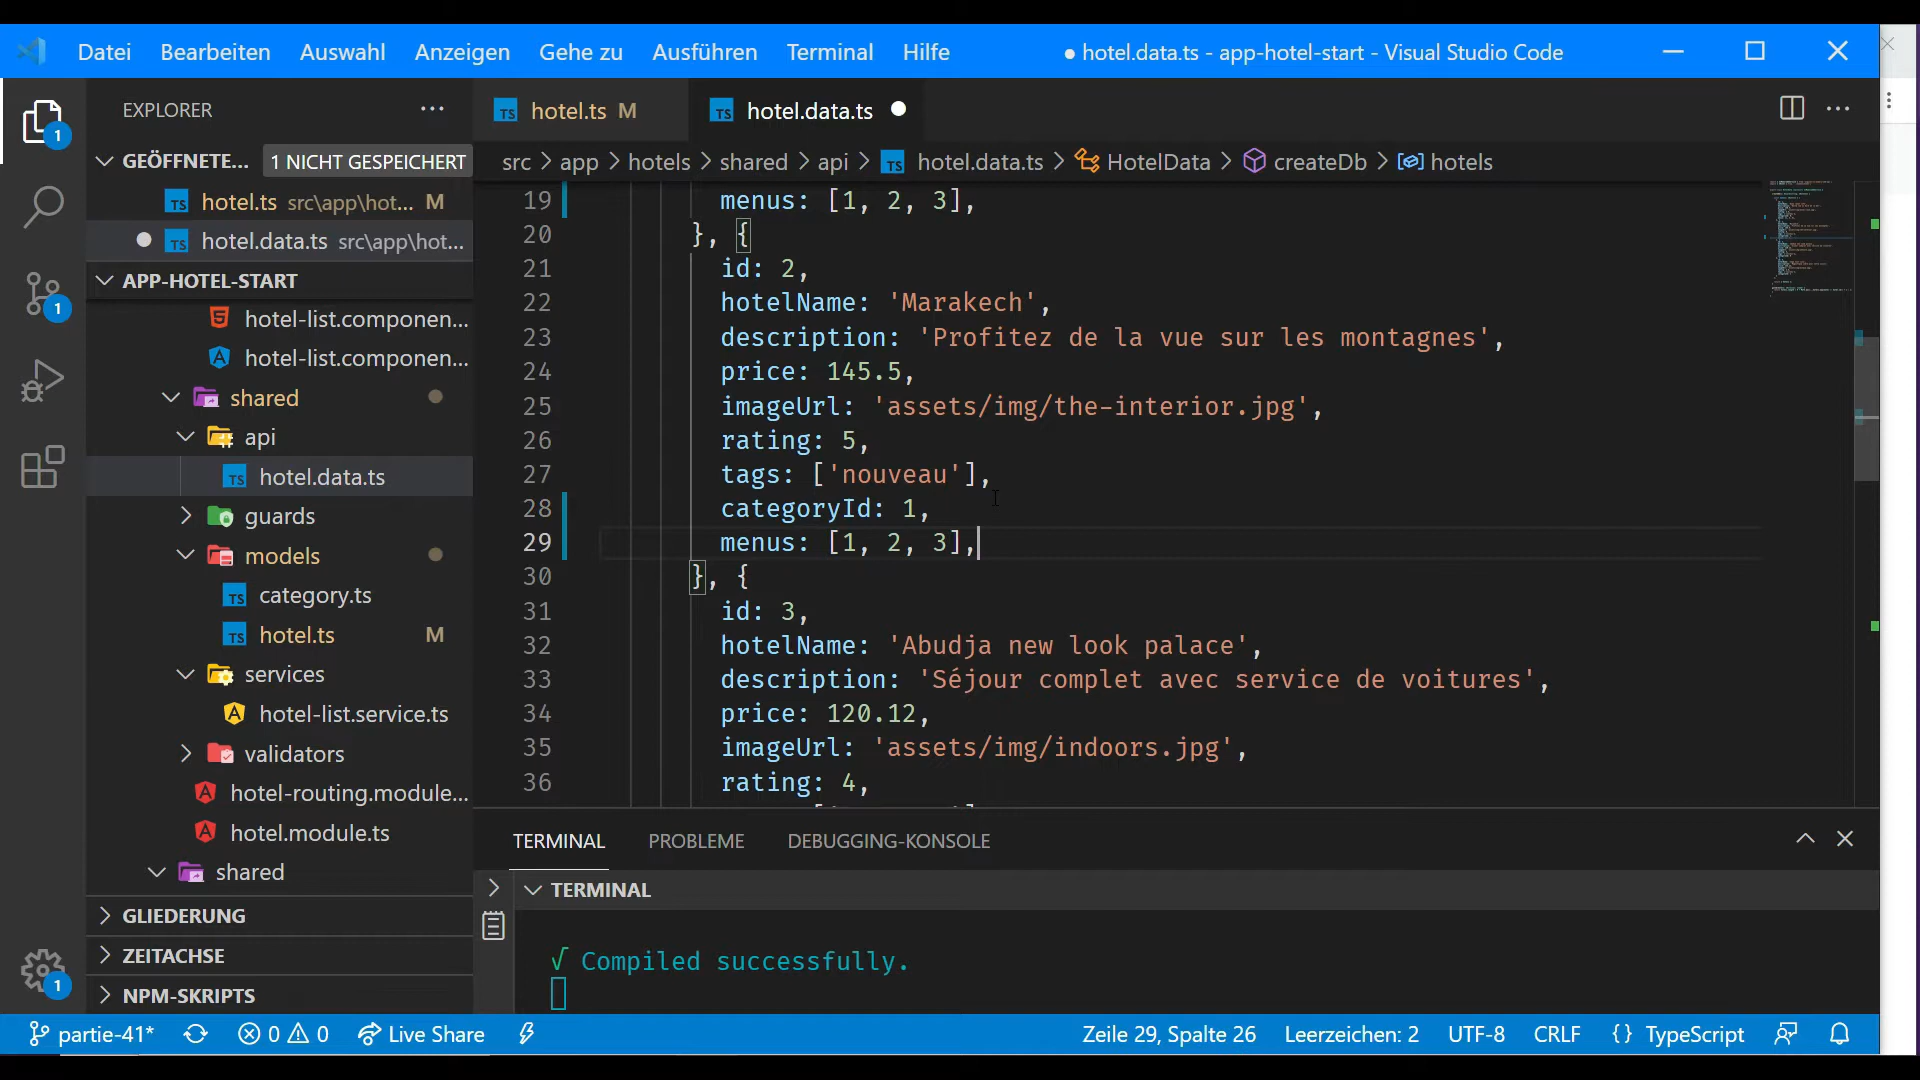 Datei Bearbeiten Auswahl Anzeigen Gehe zu Ausführen Terminal Hilfe ● hotel.data.ts - app-hotel-start - Visual Studio Code
EXPLORER ···
hotel.ts M
hotel.data.ts
GEÖFFNETE... 1 NICHT GESPEICHERT
src > app > hotels > shared > api > hotel.data.ts > HotelData > createDb > hotels
hotel.ts src\app\hot... M
hotel.data.ts src\app\hot...
APP-HOTEL-START
hotel-list.componen...
hotel-list.componen...
shared
api
hotel.data.ts
guards
models
category.ts
hotel.ts M
services
hotel-list.service.ts
validators
hotel-routing.module...
hotel.module.ts
shared
GLIEDERUNG
ZEITACHSE
NPM-SKRIPTS
1
1
1
19 menus: [1, 2, 3],
20 }, {
21 id: 2,
22 hotelName: 'Marakech',
23 description: 'Profitez de la vue sur les montagnes',
24 price: 145.5,
25 imageUrl: 'assets/img/the-interior.jpg',
26 rating: 5,
27 tags: ['nouveau'],
28 categoryId: 1,
29 menus: [1, 2, 3],
30 }, {
31 id: 3,
32 hotelName: 'Abudja new look palace',
33 description: 'Séjour complet avec service de voitures',
34 price: 120.12,
35 imageUrl: 'assets/img/indoors.jpg',
36 rating: 4,
TERMINAL PROBLEME DEBUGGING-KONSOLE
TERMINAL
√ Compiled successfully.
partie-41* 0 0 Live Share Zeile 29, Spalte 26 Leerzeichen: 2 UTF-8 CRLF {} TypeScript